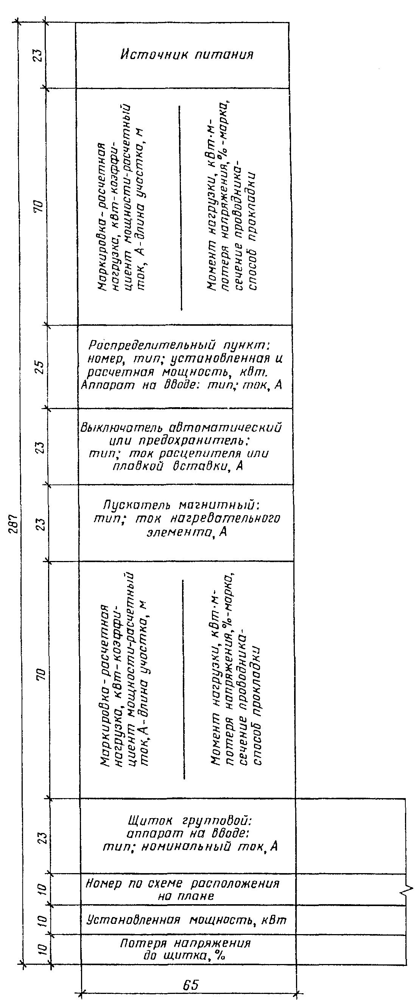 23
Источник питания
287
70
Маркировка-расчетная
нагрузка, квт-коэффи-
циент мощности-расчетный
ток, А-длина участка, м
Момент нагрузки, кВт·м-
потеря напряжения,%-марка,
сечение проводника-
способ прокладки
25
Распределительный пункт:
номер, тип; установленная и
расчетная мощность, квт.
Аппарат на вводе: тип; ток, А
23
Выключатель автоматический
или предохранитель:
тип; ток расцепителя или
плавкой вставки, А
23
Пускатель магнитный:
тип; ток нагревательного
элемента, А
70
Маркировка-расчетная
нагрузка, квт-коэффи-
циент мощности-расчетный
ток, А-длина участка, м
Момент нагрузки, кВт·м-
потеря напряжения,%-марка,
сечение проводника-
способ прокладки
23
Щиток групповой:
аппарат на вводе:
тип; номинальный ток, А
10
Номер по схеме расположения
на плане
10
Установленная мощность, кВт
10
Потеря напряжения
до щитка, %
65